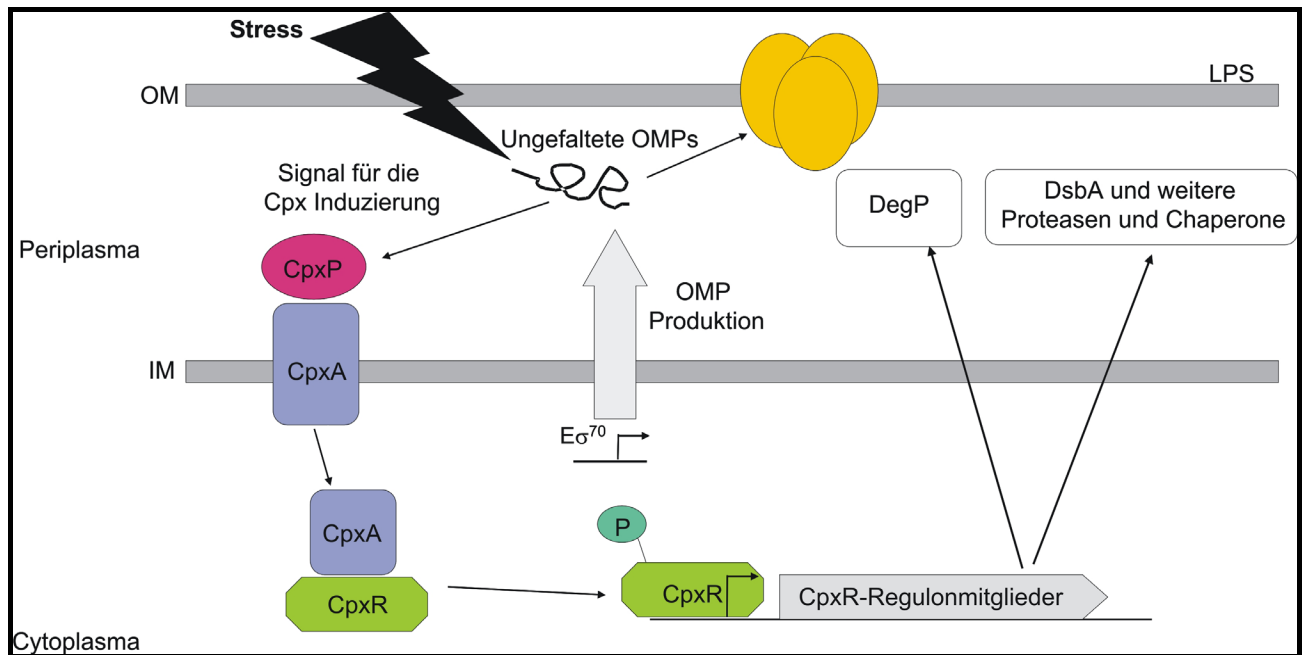 Stress
LPS
OM
Ungefaltete OMPs
Signal für die
Cpx Induzierung
DegP
DsbA und weitere
Proteasen und Chaperone
Periplasma
CpxP
OMP
Produktion
IM
CpxA
Eσ⁷⁰
P
CpxA
CpxR
CpxR
CpxR-Regulonmitglieder
Cytoplasma